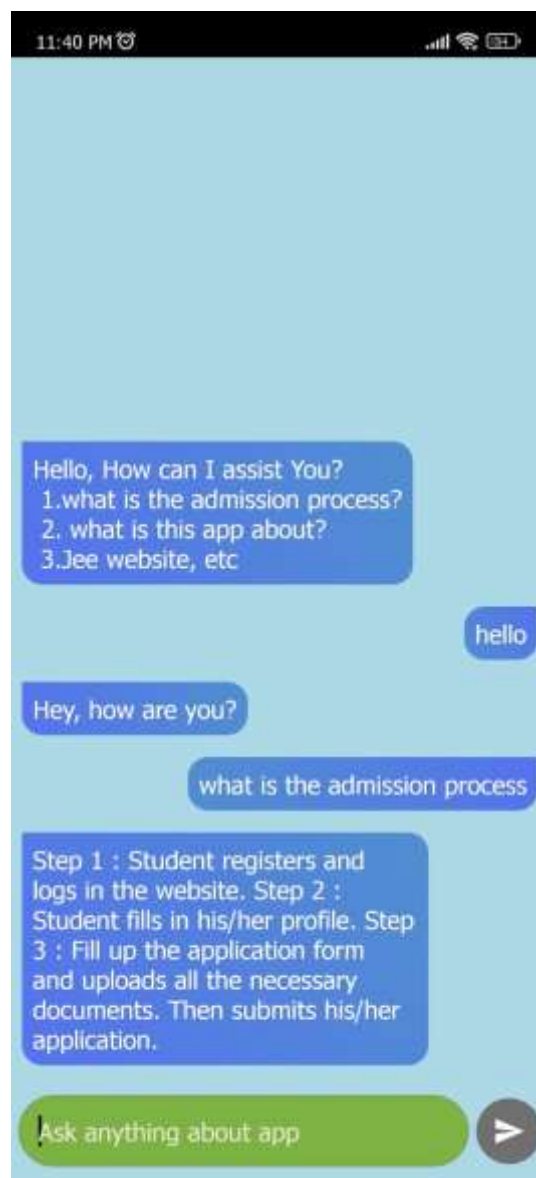 11:40 PM
Hello, How can I assist You?
1.what is the admission process?
2. what is this app about?
3.Jee website, etc
hello
Hey, how are you?
what is the admission process
Step 1 : Student registers and
logs in the website. Step 2 :
Student fills in his/her profile. Step
3 : Fill up the application form
and uploads all the necessary
documents. Then submits his/her
application.
Ask anything about app